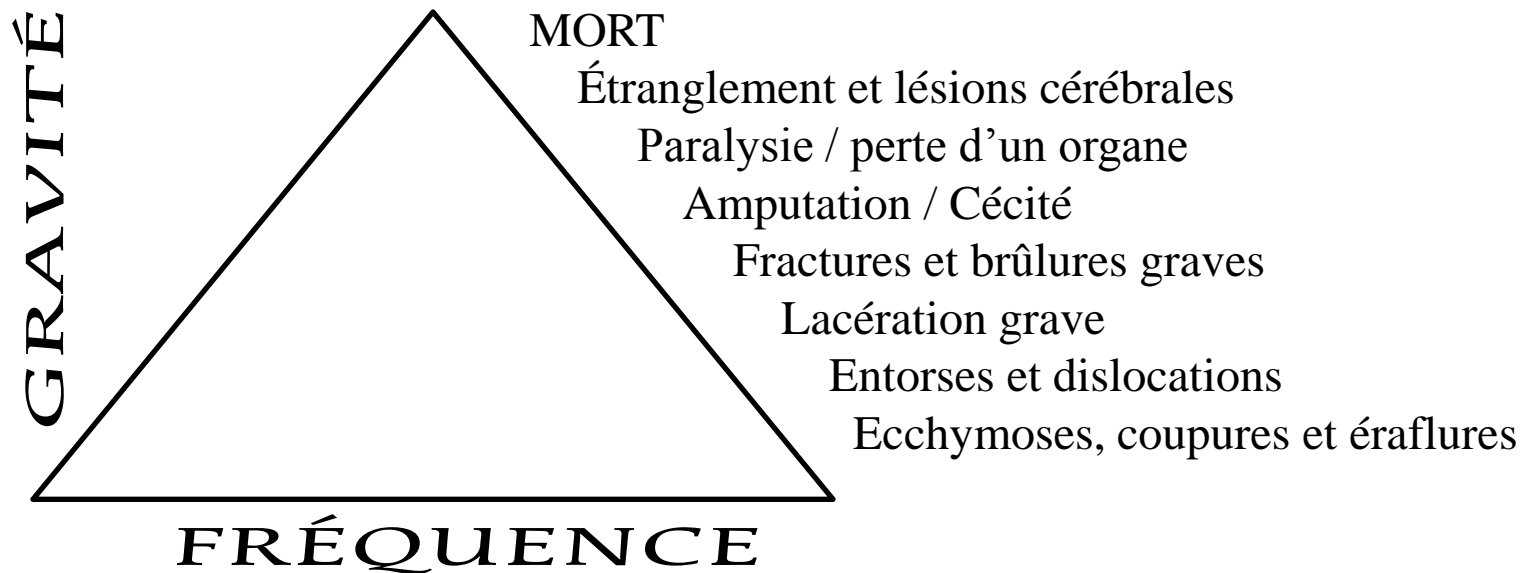 GRAVITÉ
MORT
Étranglement et lésions cérébrales
Paralysie / perte d’un organe
Amputation / Cécité
Fractures et brûlures graves
Lacération grave
Entorses et dislocations
Ecchymoses, coupures et éraflures
FRÉQUENCE